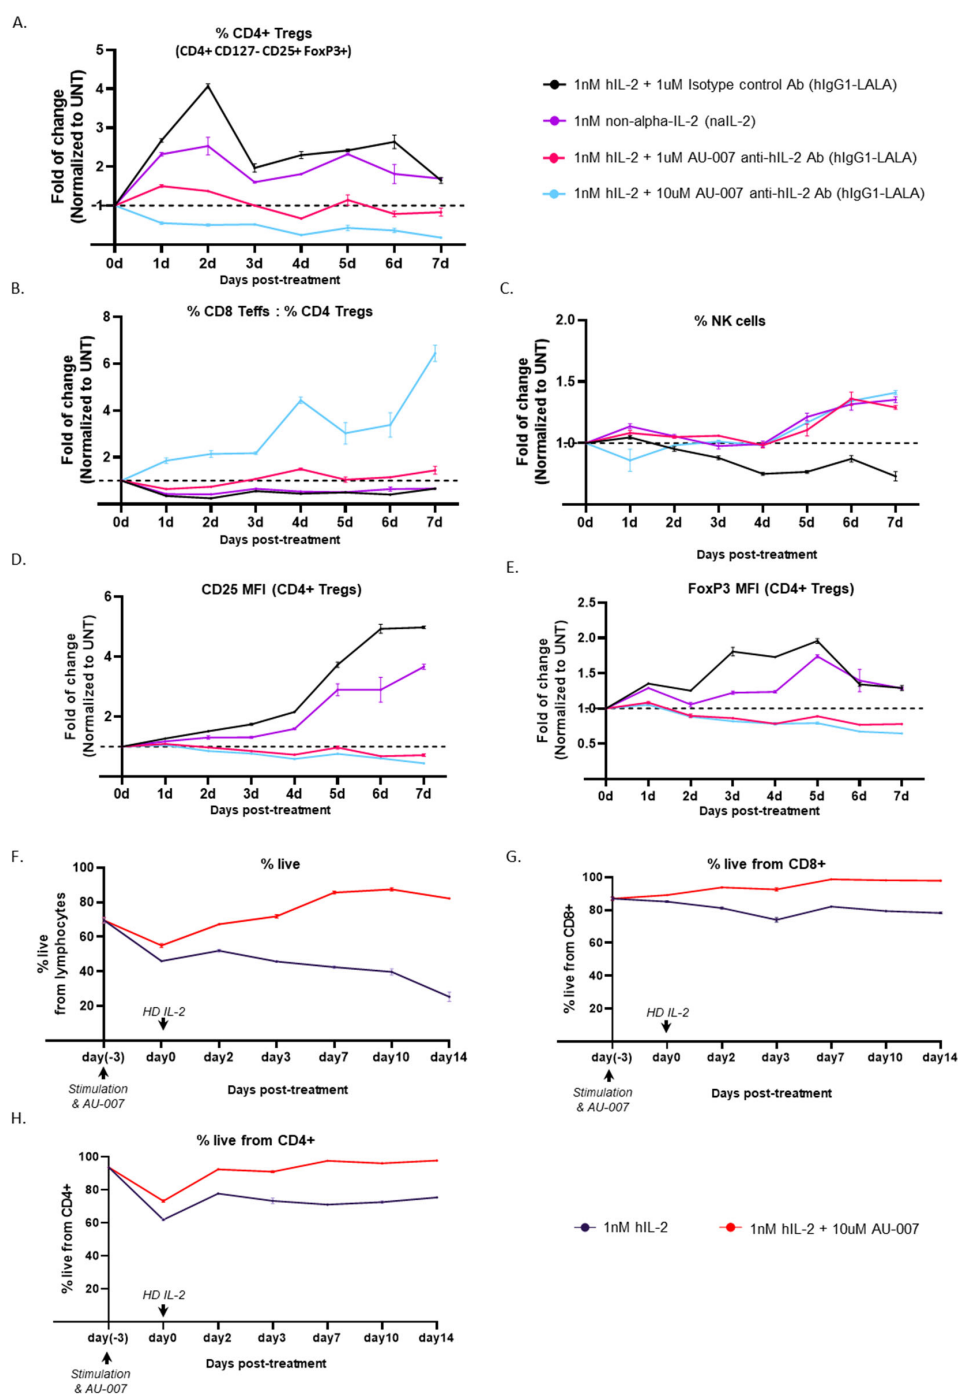 A.
% CD4+ Tregs
(CD4+ CD127- CD25+ FoxP3+)
Fold of change
(Normalized to UNT)
5
4
3
2
1
0d 1d 2d 3d 4d 5d 6d 7d
Days post-treatment
1nM hIL-2 + 1uM Isotype control Ab (hIgG1-LALA)
1nM non-alpha-IL-2 (naIL-2)
1nM hIL-2 + 1uM AU-007 anti-hIL-2 Ab (hIgG1-LALA)
1nM hIL-2 + 10uM AU-007 anti-hIL-2 Ab (hIgG1-LALA)
B.
% CD8 Teffs : % CD4 Tregs
Fold of change
(Normalized to UNT)
8
6
4
2
0d 1d 2d 3d 4d 5d 6d 7d
Days post-treatment
C.
% NK cells
Fold of change
(Normalized to UNT)
2.0
1.5
1.0
0d 1d 2d 3d 4d 5d 6d 7d
Days post-treatment
D.
CD25 MFI (CD4+ Tregs)
Fold of change
(Normalized to UNT)
6
4
2
0d 1d 2d 3d 4d 5d 6d 7d
Days post-treatment
E.
FoxP3 MFI (CD4+ Tregs)
Fold of change
(Normalized to UNT)
2.5
2.0
1.5
1.0
0.5
0d 1d 2d 3d 4d 5d 6d 7d
Days post-treatment
F.
% live
% live
from lymphocytes
100
80
60
40
20
HD IL-2
day(-3) day0 day2 day3 day7 day10 day14
Stimulation
& AU-007
Days post-treatment
G.
% live from CD8+
% live from CD8+
100
80
60
40
20
HD IL-2
day(-3) day0 day2 day3 day7 day10 day14
Stimulation
& AU-007
Days post-treatment
H.
% live from CD4+
% live from CD4+
100
80
60
40
20
HD IL-2
day(-3) day0 day2 day3 day7 day10 day14
Stimulation
& AU-007
Days post-treatment
1nM hIL-2
1nM hIL-2 + 10uM AU-007